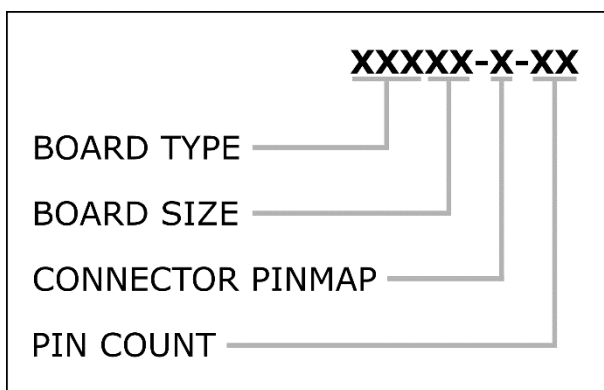 XXXXX-X-XX
BOARD TYPE
BOARD SIZE
CONNECTOR PINMAP
PIN COUNT